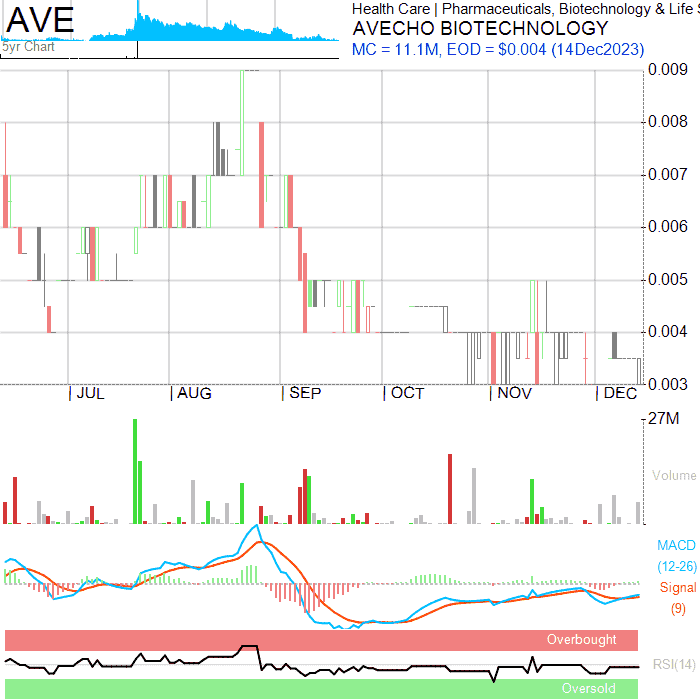 AVE
5yr Chart
Health Care | Pharmaceuticals, Biotechnology & Life S
AVECHO BIOTECHNOLOGY
MC = 11.1M, EOD = $0.004 (14Dec2023)
0.009
0.008
0.007
0.006
0.005
0.004
0.003
| JUL | AUG | SEP | OCT | NOV | DEC
27M
Volume
MACD
(12-26)
Signal
(9)
Overbought
RSI(14)
Oversold